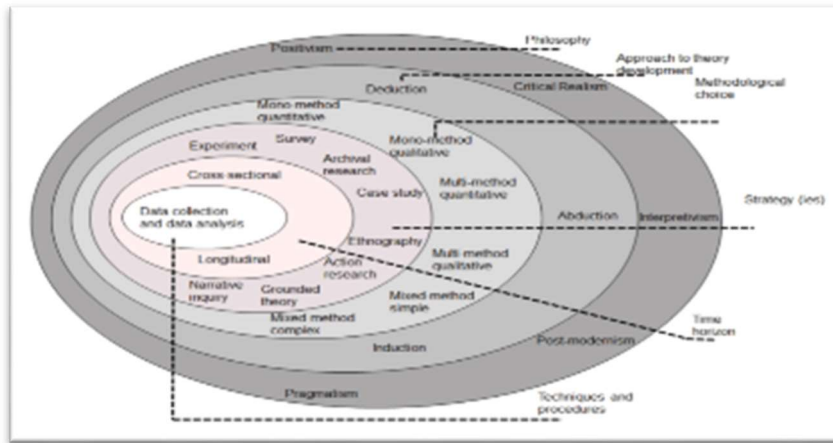 Philosophy
Positivism
Approach to theory
development
Deduction
Critical Realism
Methodological
choice
Mono method
quantitative
Survey
Mono-method
qualitative
Experiment
Archival
research
Cross-sectional
Multi-method
quantitative
Case study
Strategy (ies)
Data collection
and data analysis
Abduction
Interpretivism
Ethnography
Multi method
qualitative
Longitudinal
Action
research
Narrative
inquiry
Grounded
theory
Mixed method
simple
Mixed method
complex
Time
horizon
Induction
Post-modernism
Pragmatism
Techniques and
procedures